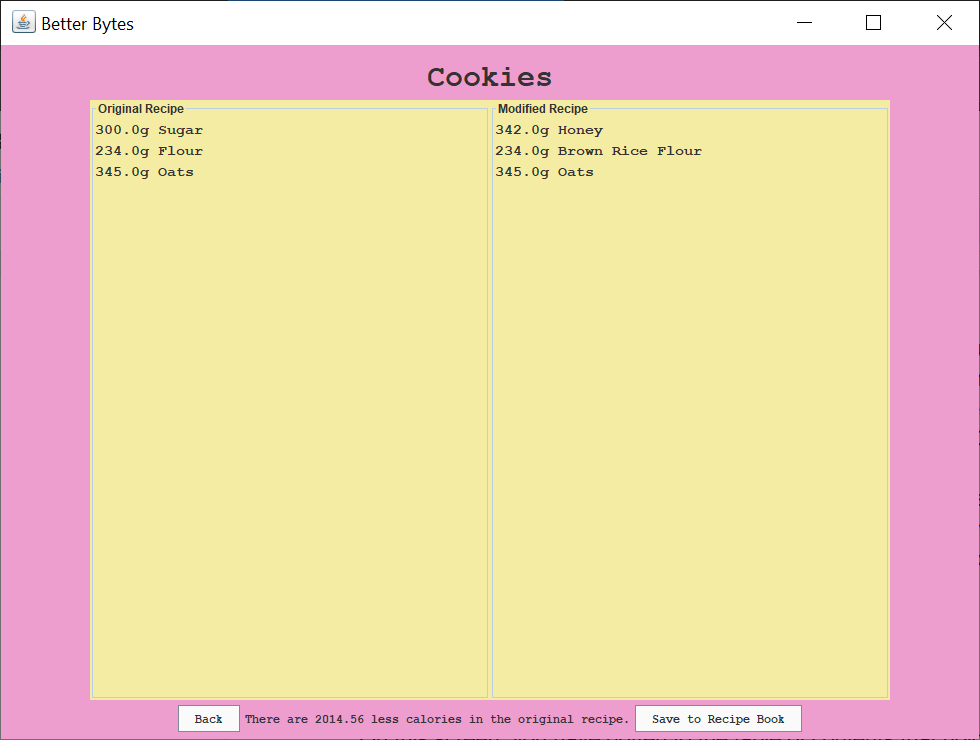 Better Bytes
Cookies
Original Recipe
300.0g Sugar
234.0g Flour
345.0g Oats
Modified Recipe
342.0g Honey
234.0g Brown Rice Flour
345.0g Oats
Back There are 2014.56 less calories in the original recipe. Save to Recipe Book